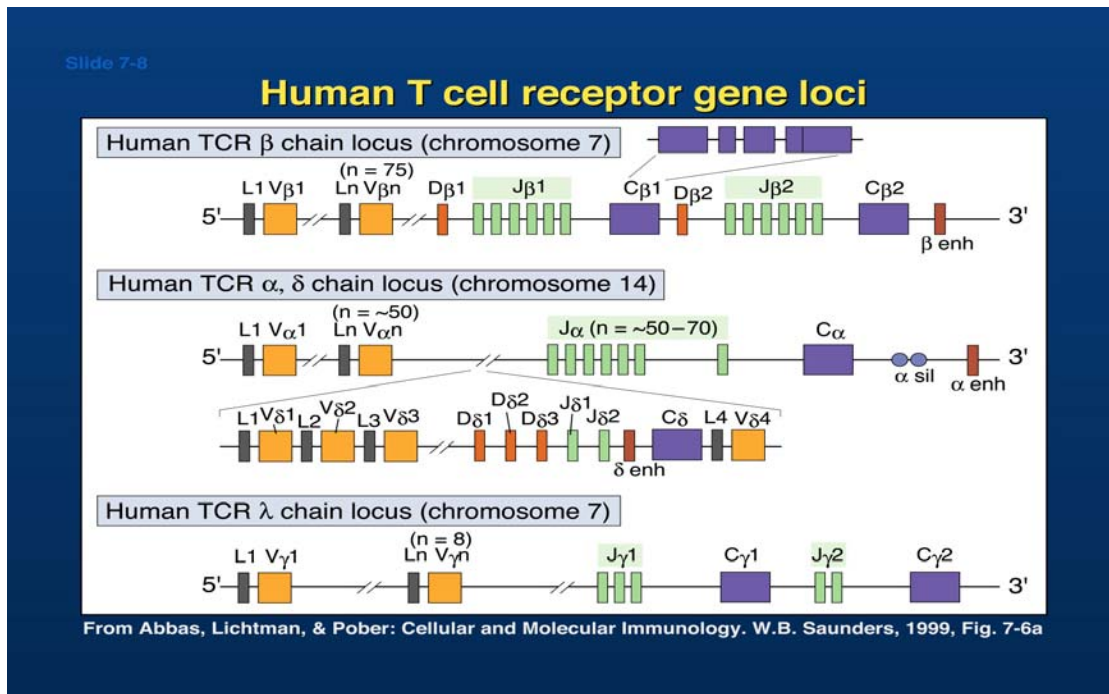 Slide 7-8
Human T cell receptor gene loci
Human TCR β chain locus (chromosome 7)
(n = 75)
L1 Vβ1 Ln Vβn Dβ1 Jβ1 Cβ1 Dβ2 Jβ2 Cβ2
5' 3'
β enh
Human TCR α, δ chain locus (chromosome 14)
(n = ~50)
L1 Vα1 Ln Vαn Jα (n = ~50–70) Cα
5' 3'
α sil α enh
L1 Vδ1 L2 Vδ2 L3 Vδ3 Dδ1 Dδ2 Dδ3 Jδ1 Jδ2 Cδ L4 Vδ4
δ enh
Human TCR λ chain locus (chromosome 7)
(n = 8)
L1 Vγ1 Ln Vγn Jγ1 Cγ1 Jγ2 Cγ2
5' 3'
From Abbas, Lichtman, & Pober: Cellular and Molecular Immunology. W.B. Saunders, 1999, Fig. 7-6a